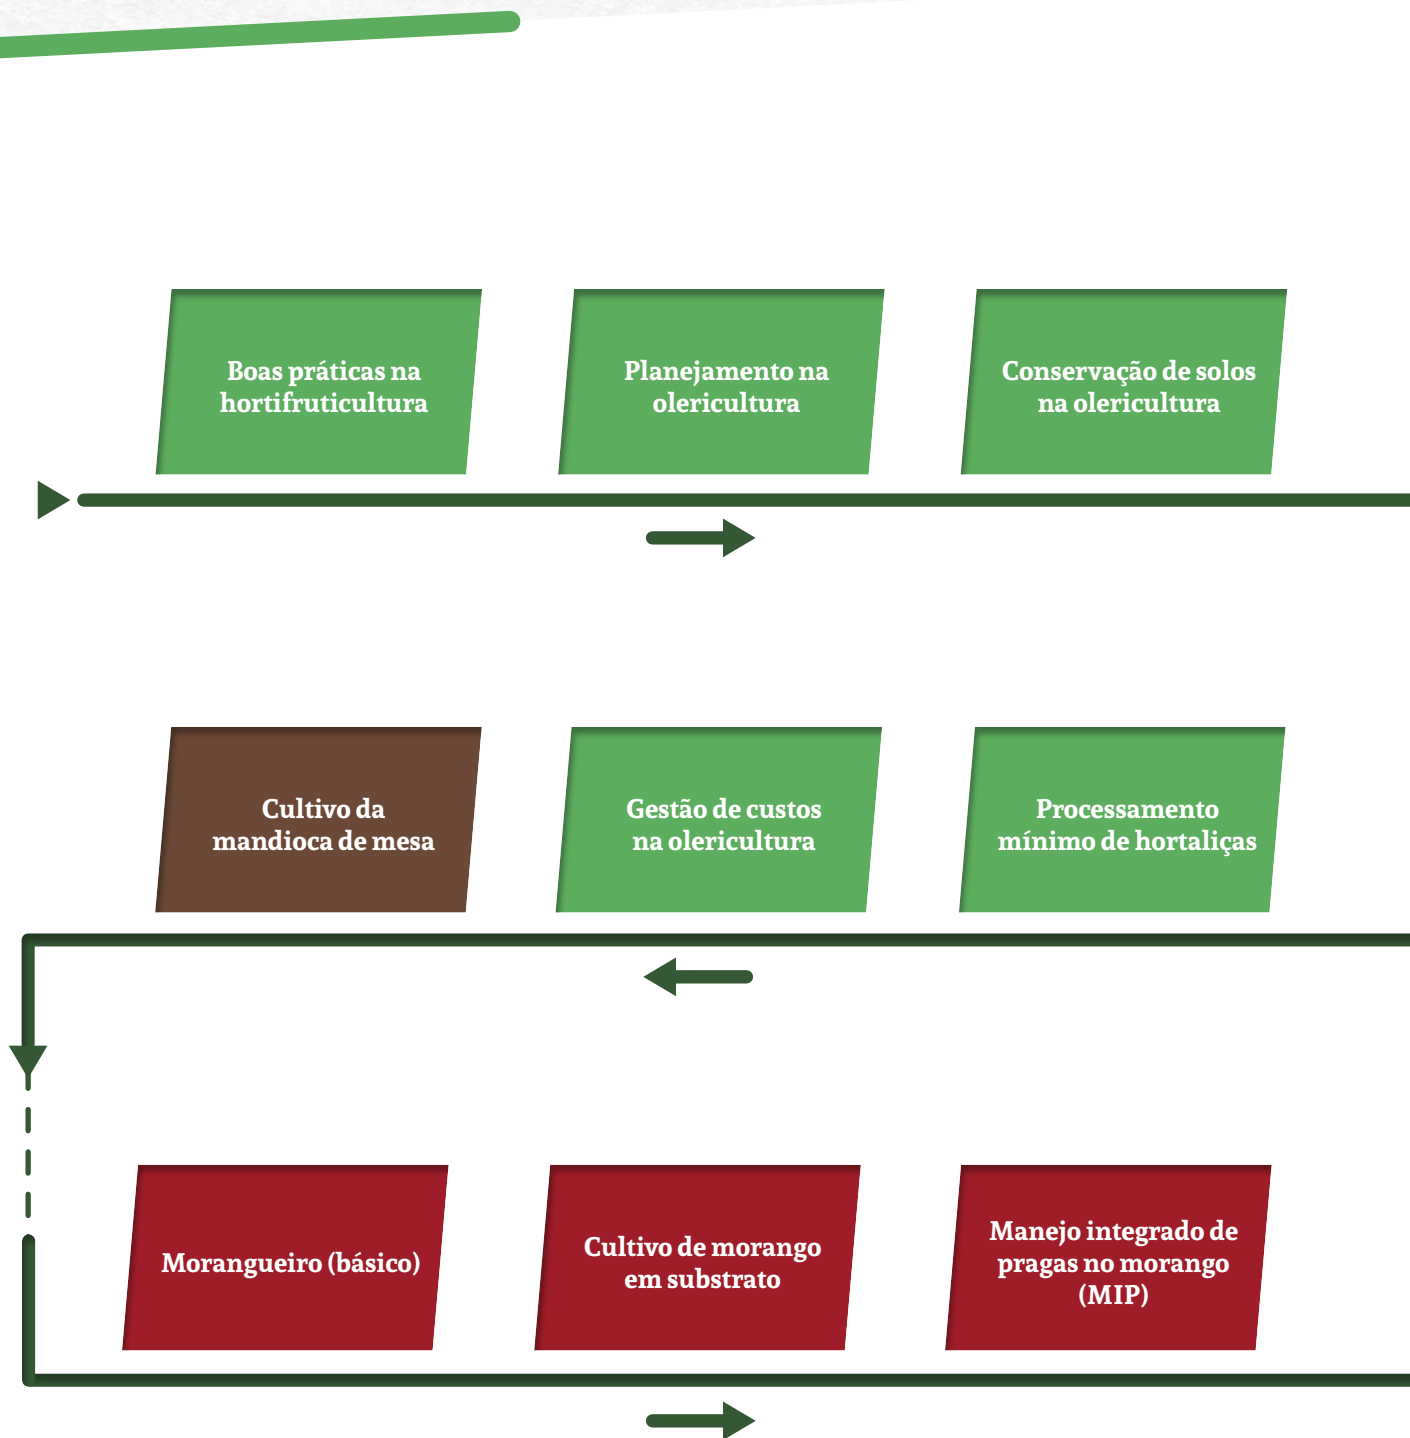 Boas práticas na
hortifruticultura
Planejamento na
olericultura
Conservação de solos
na olericultura
Cultivo da
mandioca de mesa
Gestão de custos
na olericultura
Processamento
mínimo de hortaliças
Morangueiro (básico)
Cultivo de morango
em substrato
Manejo integrado de
pragas no morango
(MIP)